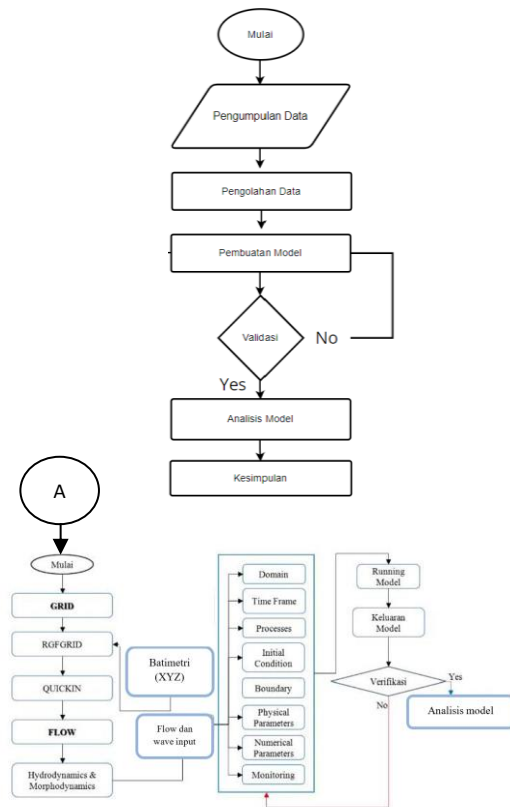 Mulai
Pengumpulan Data
Pengolahan Data
Pembuatan Model
Validasi
No
Yes
Analisis Model
Kesimpulan
A
Mulai
GRID
RGFGRID
QUICKIN
FLOW
Hydrodynamics &
Morphodynamics
Batimetri
(XYZ)
Flow dan
wave input
Domain
Time Frame
Processes
Initial
Condition
Boundary
Physical
Parameters
Numerical
Parameters
Monitoring
Running
Model
Keluaran
Model
Verifikasi
Yes
No
Analisis model